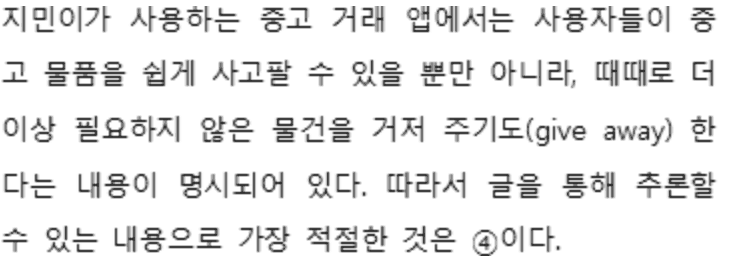 지민이가 사용하는 중고 거래 앱에서는 사용자들이 중
고 물품을 쉽게 사고팔 수 있을 뿐만 아니라, 때때로 더
이상 필요하지 않은 물건을 거저 주기도(give away) 한
다는 내용이 명시되어 있다. 따라서 글을 통해 추론할
수 있는 내용으로 가장 적절한 것은 ④이다.